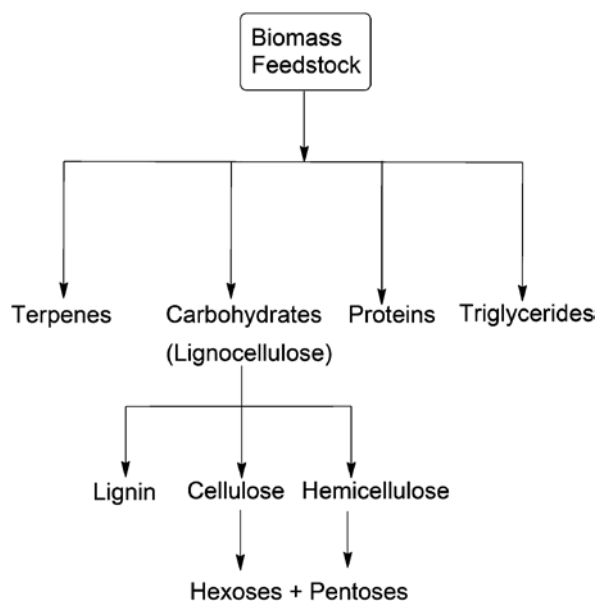 Biomass
Feedstock
Terpenes Carbohydrates Proteins Triglycerides
(Lignocellulose)
Lignin Cellulose Hemicellulose
Hexoses + Pentoses